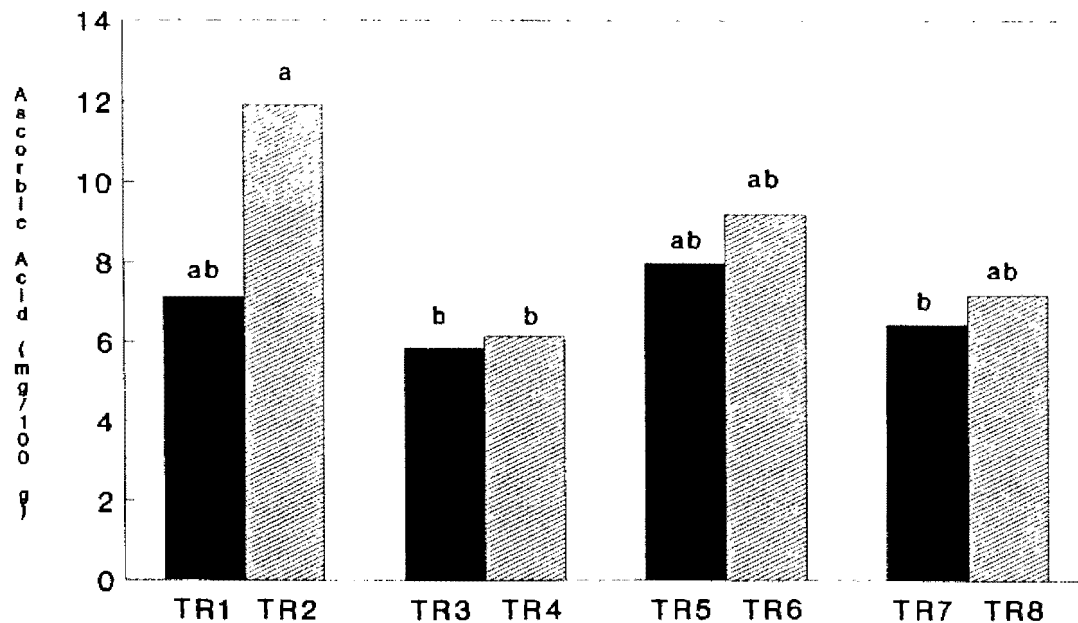 14
12
10
8
6
4
2
0
Ascorbic Acid (mg/100 g)
a
ab
ab
ab
b
b
b
ab
TR1 TR2 TR3 TR4 TR5 TR6 TR7 TR8